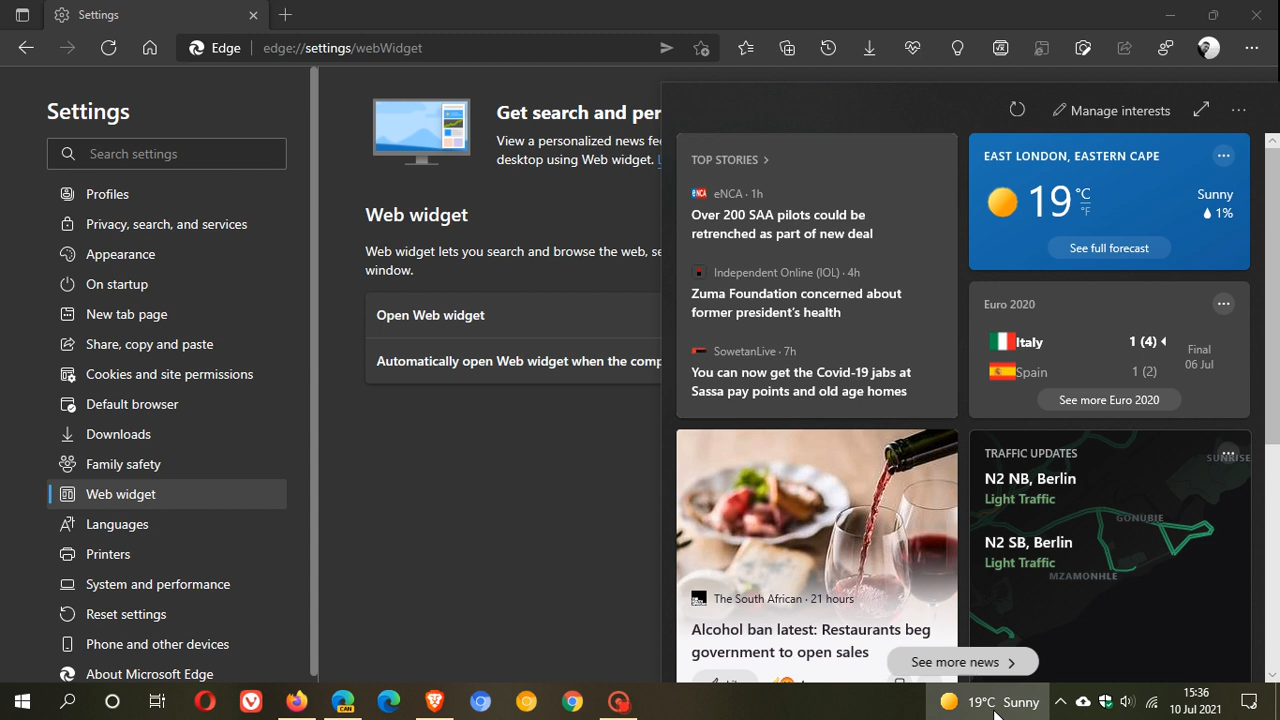 Settings
Edge
edge://settings/webWidget
Settings
Search settings
Profiles
Privacy, search, and services
Appearance
On startup
New tab page
Share, copy and paste
Cookies and site permissions
Default browser
Downloads
Family safety
Web widget
Languages
Printers
System and performance
Reset settings
Phone and other devices
About Microsoft Edge
Get search and per
View a personalized news fe
desktop using Web widget.
Web widget
Web widget lets you search and browse the web, se
window.
Open Web widget
Automatically open Web widget when the comp
Manage interests
TOP STORIES
eNCA · 1h
Over 200 SAA pilots could be
retrenched as part of new deal
Independent Online (IOL) · 4h
Zuma Foundation concerned about
former president's health
SowetanLive · 7h
You can now get the Covid-19 jabs at
Sassa pay points and old age homes
The South African · 21 hours
Alcohol ban latest: Restaurants beg
government to open sales
EAST LONDON, EASTERN CAPE
19 °C
°F
Sunny
1%
See full forecast
Euro 2020
Italy 1 (4)
Spain 1 (2)
Final
06 Jul
See more Euro 2020
TRAFFIC UPDATES
SUNRISE
N2 NB, Berlin
Light Traffic
GONUBIE
N2 SB, Berlin
Light Traffic
MZAMONHLE
See more news
CAN
19°C Sunny
15:36
10 Jul 2021